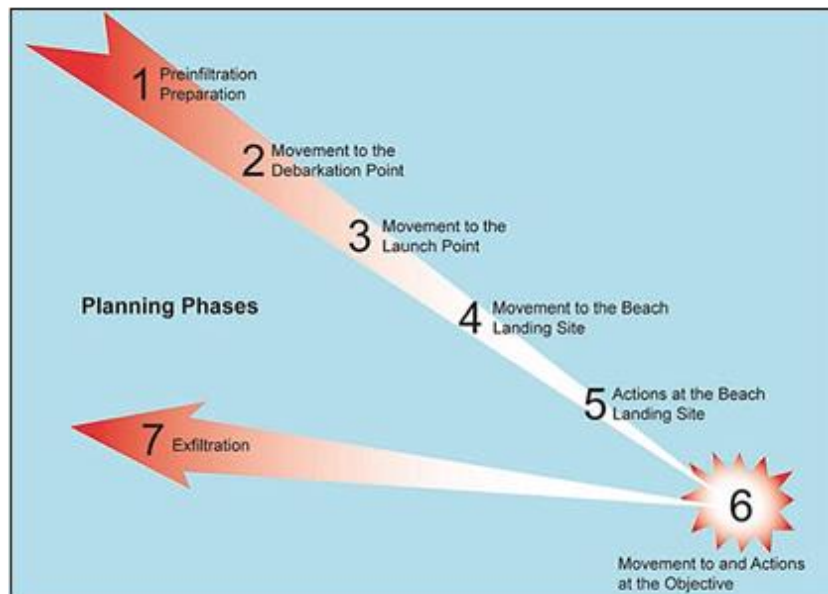 1 Preinfiltration
Preparation
2 Movement to the
Debarkation Point
3 Movement to the
Launch Point
4 Movement to the Beach
Landing Site
Planning Phases
5 Actions at the Beach
Landing Site
7 Exfiltration
6
Movement to and Actions
at the Objective